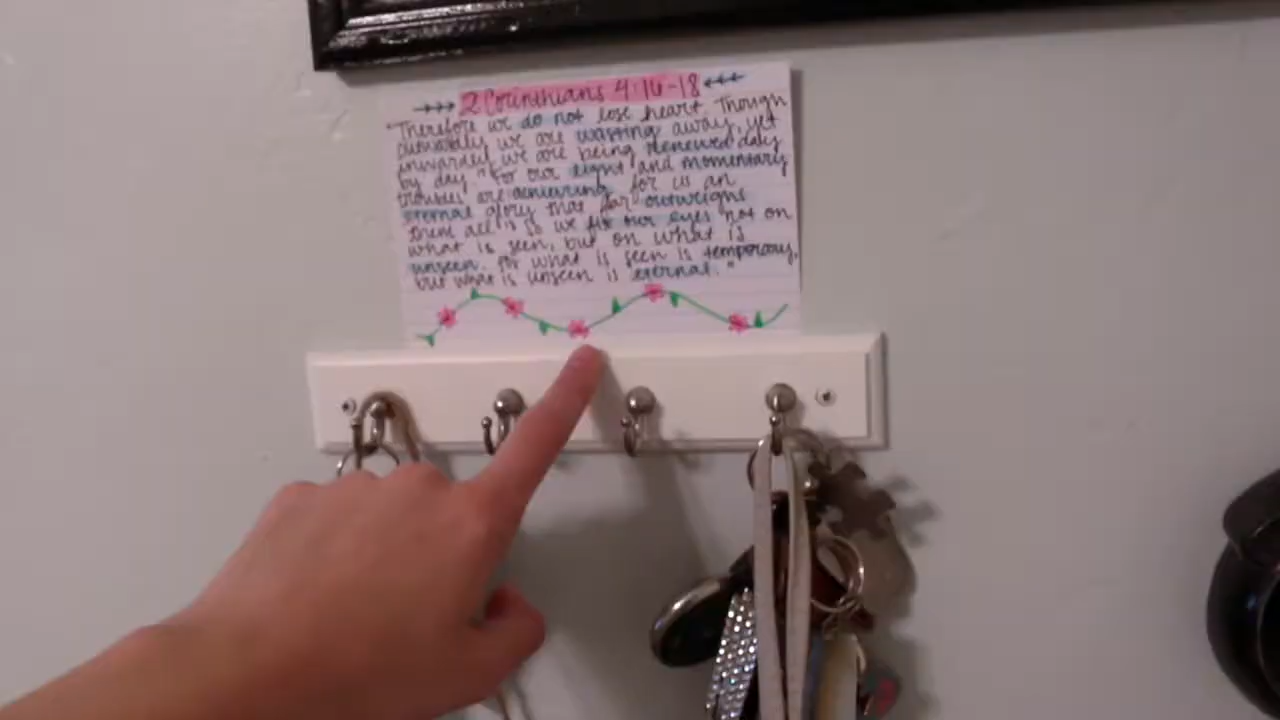 2 Corinthians 4:16-18
"Therefore we do not lose heart. Though
outwardly we are wasting away, yet
inwardly we are being renewed day
by day "For our light and momentary
troubles are achieving for us an
eternal glory that far outweighs
them all is so we fix our eyes not on
what is seen, but on what is
unseen. For what is seen is temporary,
but what is unseen is eternal."